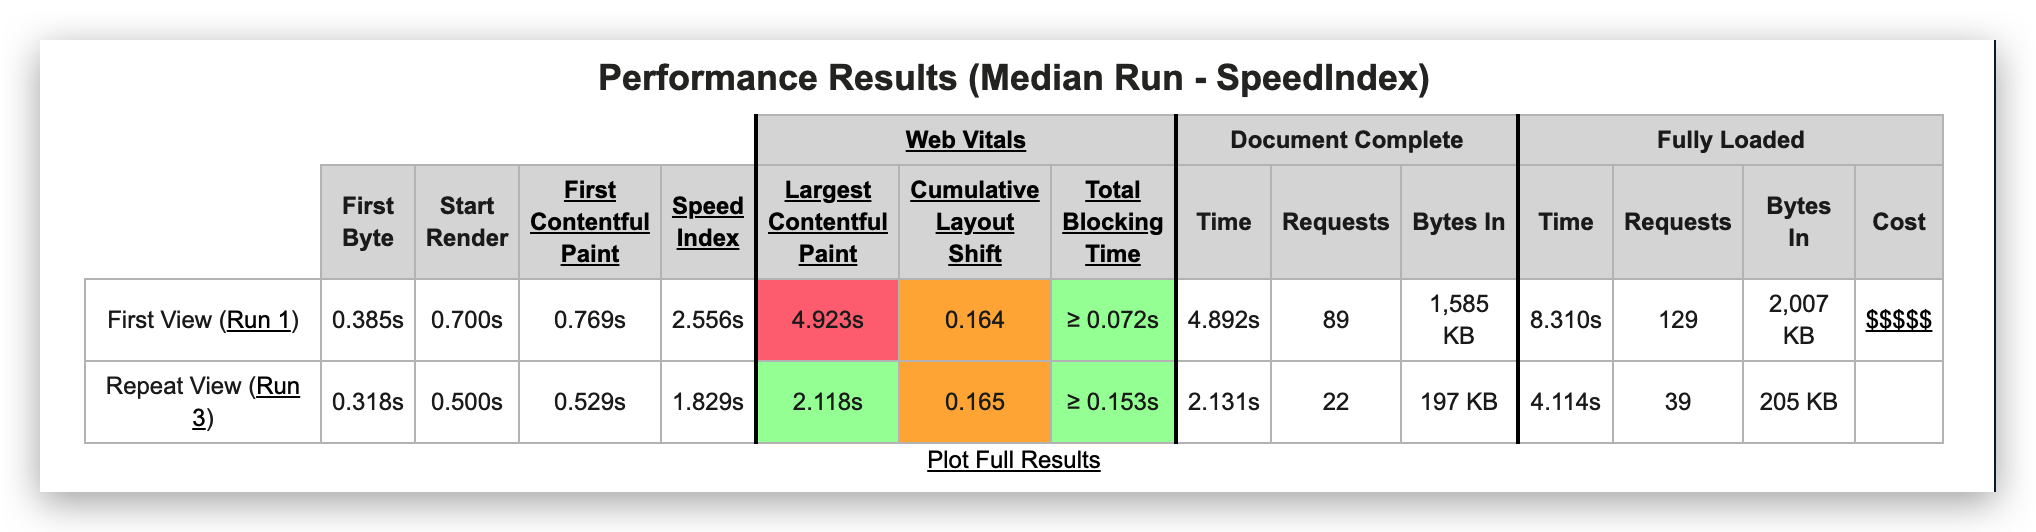 Performance Results (Median Run - SpeedIndex)
Web Vitals Document Complete Fully Loaded
First Byte Start Render First Contentful Paint Speed Index Largest Contentful Paint Cumulative Layout Shift Total Blocking Time Time Requests Bytes In Time Requests Bytes In Cost
First View (Run 1) 0.385s 0.700s 0.769s 2.556s 4.923s 0.164 ≥ 0.072s 4.892s 89 1,585 KB 8.310s 129 2,007 KB $$$$$
Repeat View (Run 3) 0.318s 0.500s 0.529s 1.829s 2.118s 0.165 ≥ 0.153s 2.131s 22 197 KB 4.114s 39 205 KB
Plot Full Results